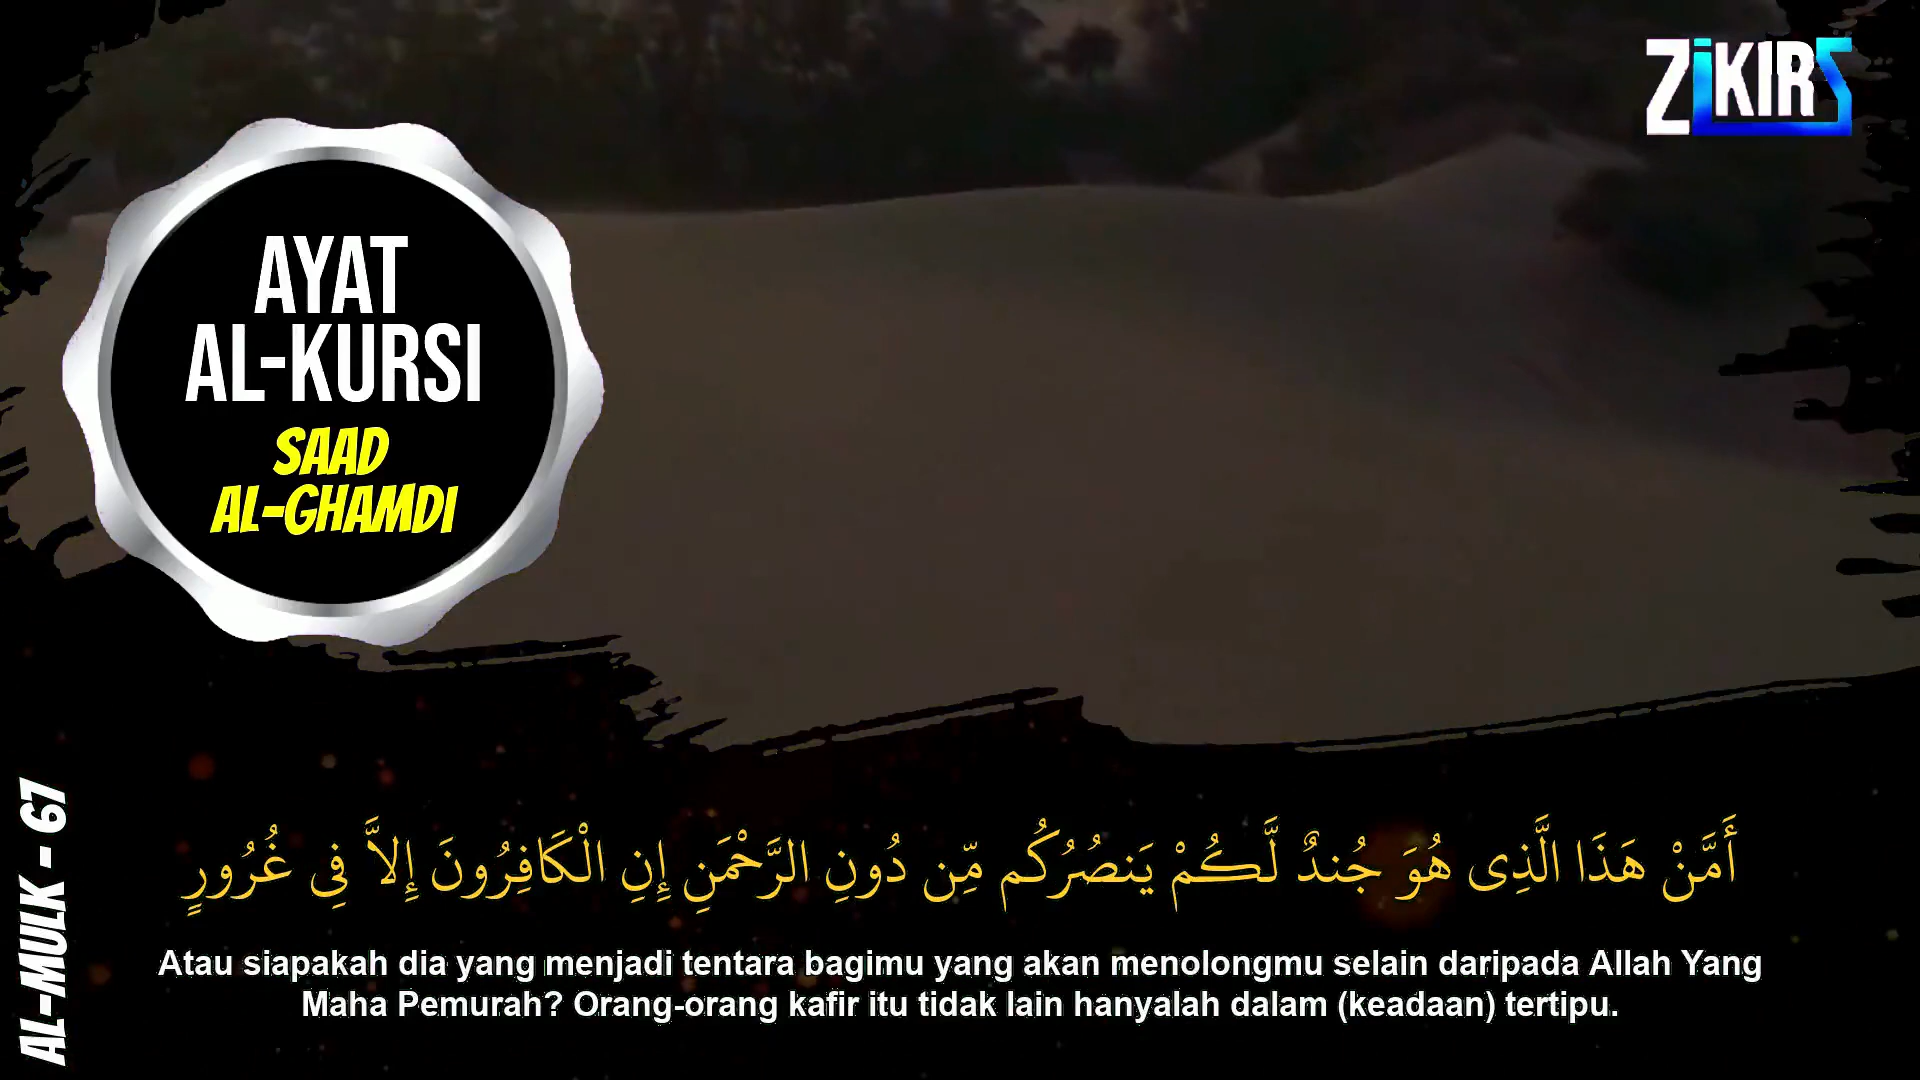 ZIKIRS
AYAT
AL-KURSI
SAAD
AL-GHAMDI
أَمَّنْ هَذَا الَّذِى هُوَ جُندٌ لَّكُمْ يَنصُرُكُم مِّن دُونِ الرَّحْمَنِ إِنِ الْكَافِرُونَ إِلاَّ فِى غُرُورٍ
Atau siapakah dia yang menjadi tentara bagimu yang akan menolongmu selain daripada Allah Yang
Maha Pemurah? Orang-orang kafir itu tidak lain hanyalah dalam (keadaan) tertipu.
AL-MULK - 67